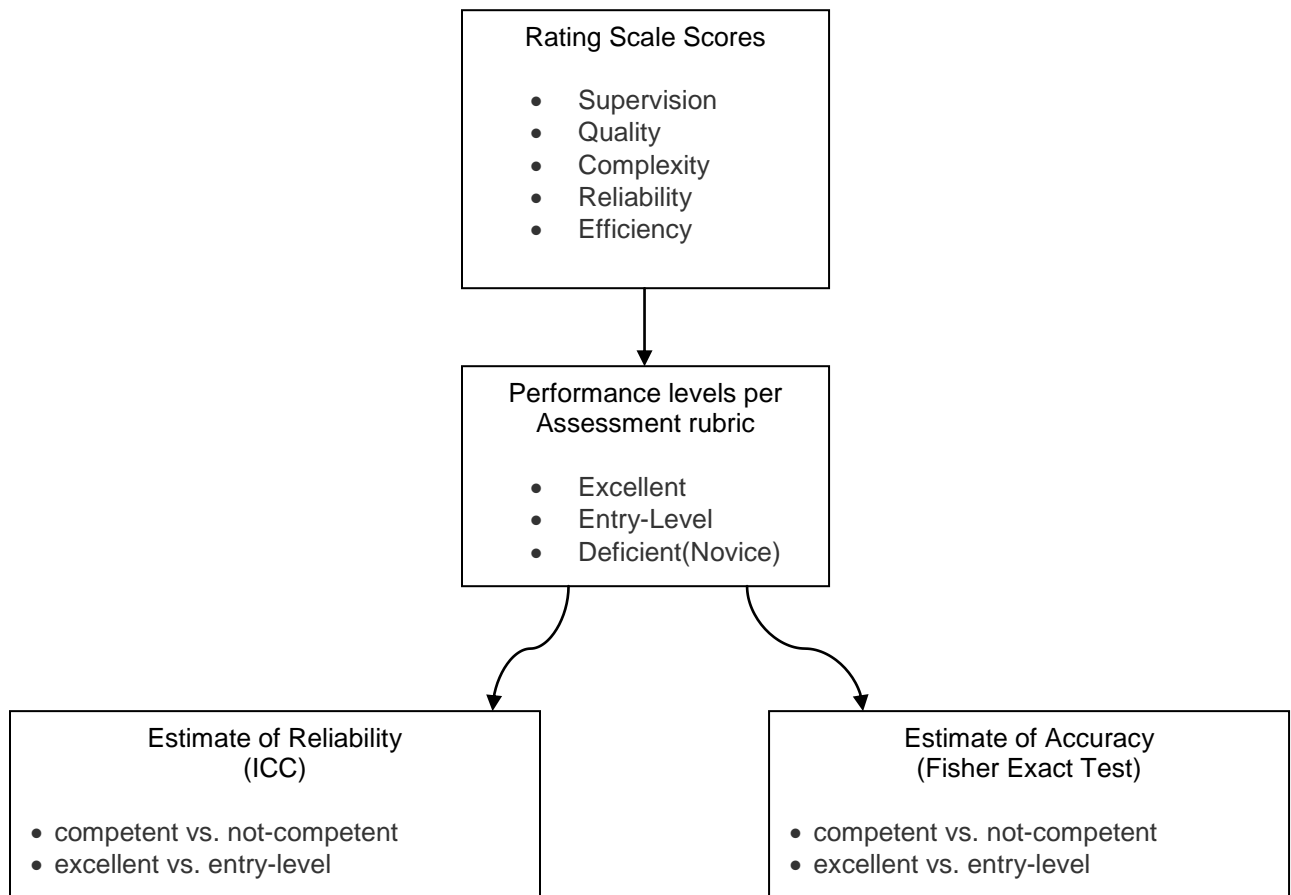 Rating Scale Scores
• Supervision
• Quality
• Complexity
• Reliability
• Efficiency
Performance levels per
Assessment rubric
• Excellent
• Entry-Level
• Deficient(Novice)
Estimate of Reliability
(ICC)
• competent vs. not-competent
• excellent vs. entry-level
Estimate of Accuracy
(Fisher Exact Test)
• competent vs. not-competent
• excellent vs. entry-level